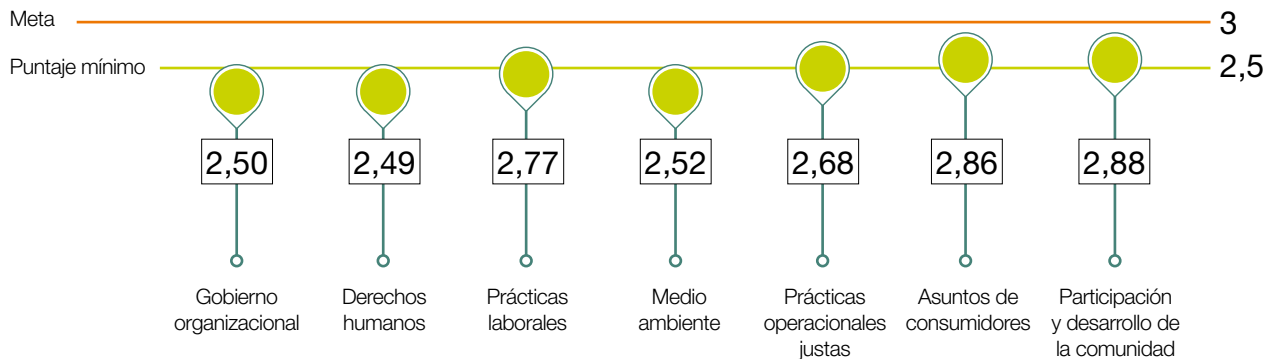 Meta
3
Puntaje mínimo
2,5
2,50
2,49
2,77
2,52
2,68
2,86
2,88
Gobierno
organizacional
Derechos
humanos
Prácticas
laborales
Medio
ambiente
Prácticas
operacionales
justas
Asuntos de
consumidores
Participación
y desarrollo de
la comunidad